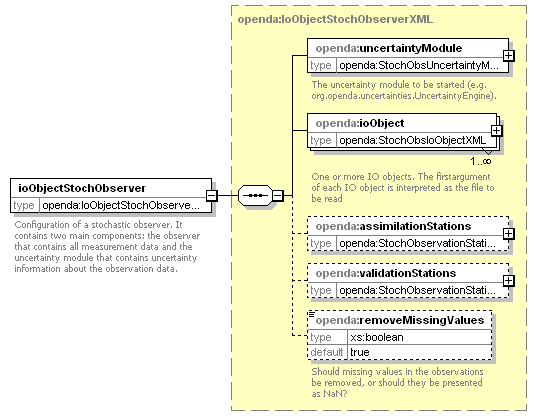 openda:IoObjectStochObserverXML
openda:uncertaintyModule
type openda:StochObsUncertaintyM...
The uncertainty module to be started (e.g.
org.openda.uncertainties.UncertaintyEngine).
openda:ioObject
type openda:StochObsIoObjectXML
1..∞
One or more IO objects. The firstargument
of each IO object is interpreted as the file to
be read
ioObjectStochObserver
type openda:IoObjectStochObserve...
Configuration of a stochastic observer. It
contains two main components: the observer
that contains all measurement data and the
uncertainty module that contains uncertainty
information about the observation data.
openda:assimilationStations
type openda:StochObservationStati...
openda:validationStations
type openda:StochObservationStati...
openda:removeMissingValues
type xs:boolean
default true
Should missing values in the observations
be removed, or should they be presented
as NaN?